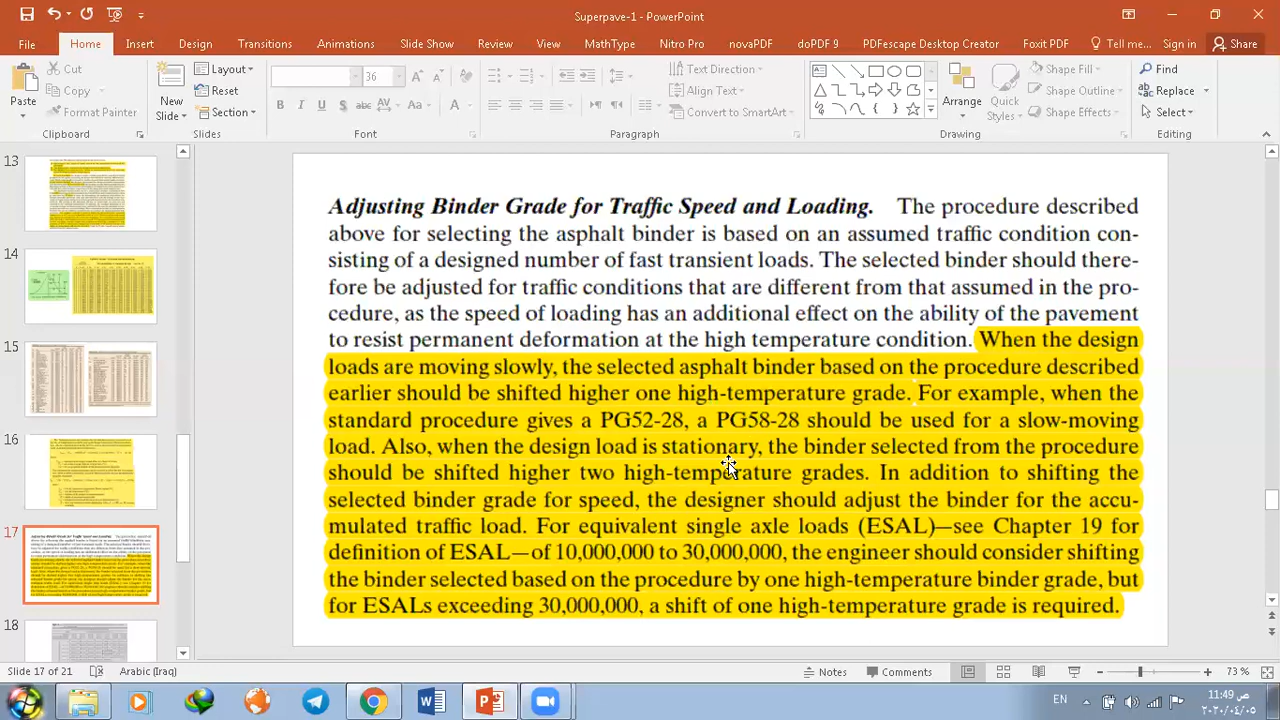 Superpave-1 - PowerPoint
File Home Insert Design Transitions Animations Slide Show Review View MathType Nitro Pro novaPDF doPDF 9 PDFescape Desktop Creator Foxit PDF Tell me... Sign in Share
Paste
Cut
Copy
Format Painter
Clipboard
New
Slide
Layout
Reset
Section
Slides
36
Font
Text Direction
Align Text
Convert to SmartArt
Paragraph
Arrange
Quick
Styles
Shape Fill
Shape Outline
Shape Effects
Drawing
Find
Replace
Select
Editing
13
14
15
16
17
18
Adjusting Binder Grade for Traffic Speed and Loading. The procedure described
above for selecting the asphalt binder is based on an assumed traffic condition con-
sisting of a designed number of fast transient loads. The selected binder should there-
fore be adjusted for traffic conditions that are different from that assumed in the pro-
cedure, as the speed of loading has an additional effect on the ability of the pavement
to resist permanent deformation at the high temperature condition. When the design
loads are moving slowly, the selected asphalt binder based on the procedure described
earlier should be shifted higher one high-temperature grade. For example, when the
standard procedure gives a PG52-28, a PG58-28 should be used for a slow-moving
load. Also, when the design load is stationary, the binder selected from the procedure
should be shifted higher two high-temperature grades. In addition to shifting the
selected binder grade for speed, the designer should adjust the binder for the accu-
mulated traffic load. For equivalent single axle loads (ESAL)—see Chapter 19 for
definition of ESAL—of 10,000,000 to 30,000,000, the engineer should consider shifting
the binder selected based on the procedure by one high-temperature binder grade, but
for ESALs exceeding 30,000,000, a shift of one high-temperature grade is required.
Slide 17 of 21 Arabic (Iraq) Notes Comments 73 %
EN
11:49 ص
٢٠٢٠/٠٤/٠٥